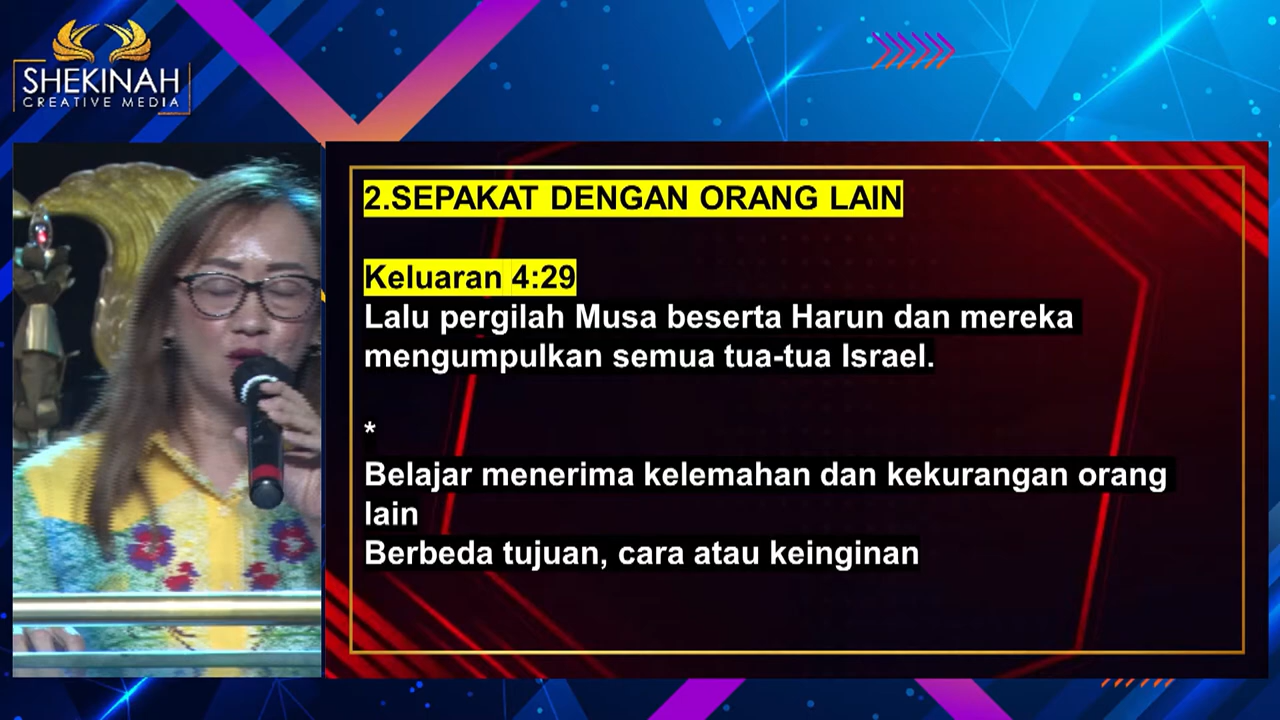 SHEKINAH
CREATIVE MEDIA
2.SEPAKAT DENGAN ORANG LAIN
Keluaran 4:29
Lalu pergilah Musa beserta Harun dan mereka
mengumpulkan semua tua-tua Israel.
*
Belajar menerima kelemahan dan kekurangan orang
lain
Berbeda tujuan, cara atau keinginan